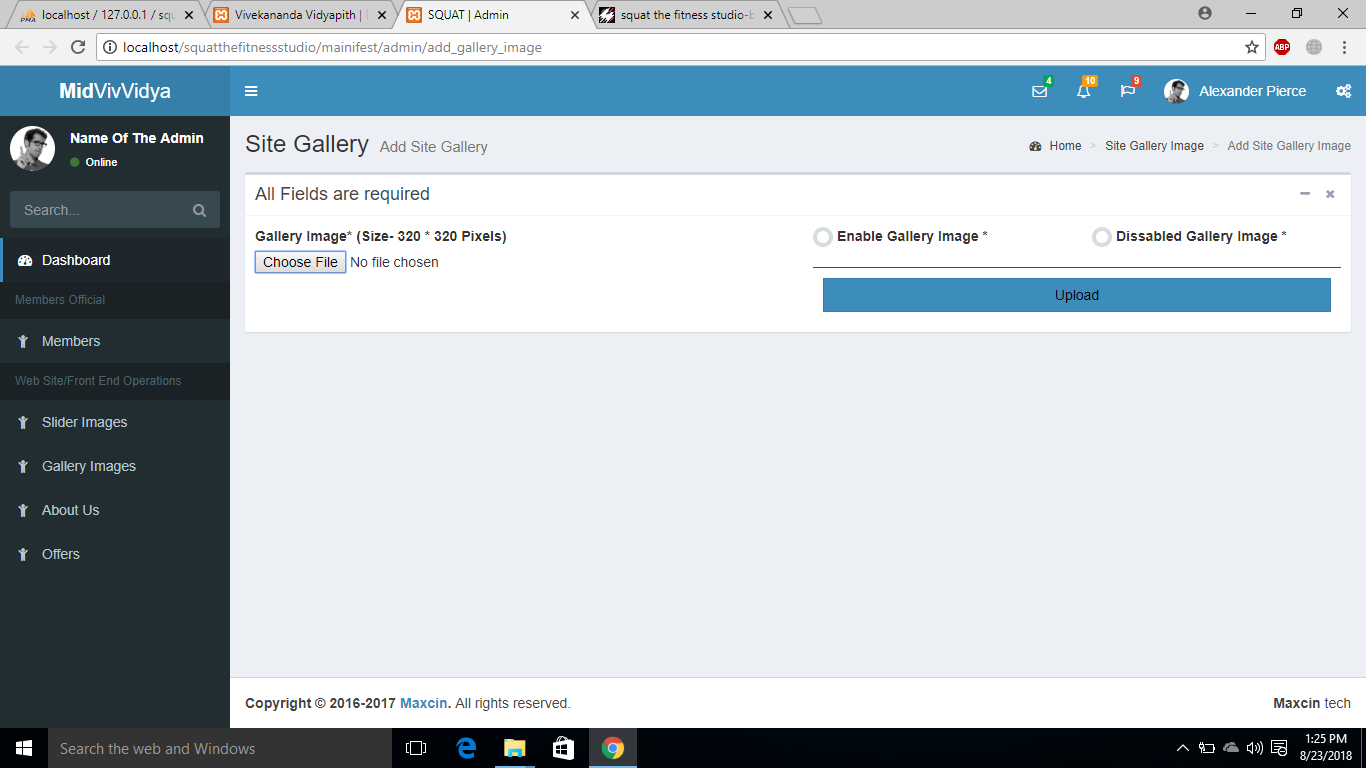 localhost / 127.0.0.1 / squ
Vivekananda Vidyapith |
SQUAT | Admin
squat the fitness studio-b
localhost/squatthefitnessstudio/mainifest/admin/add_gallery_image
ABP
MidVivVidya
4
10
9
Alexander Pierce
Name Of The Admin
Online
Search...
Dashboard
Members Official
Members
Web Site/Front End Operations
Slider Images
Gallery Images
About Us
Offers
Site Gallery Add Site Gallery
Home > Site Gallery Image > Add Site Gallery Image
All Fields are required
Gallery Image* (Size- 320 * 320 Pixels)
Choose File No file chosen
Enable Gallery Image *
Dissabled Gallery Image *
Upload
Copyright © 2016-2017 Maxcin. All rights reserved.
Maxcin tech
Search the web and Windows
1:25 PM
8/23/2018